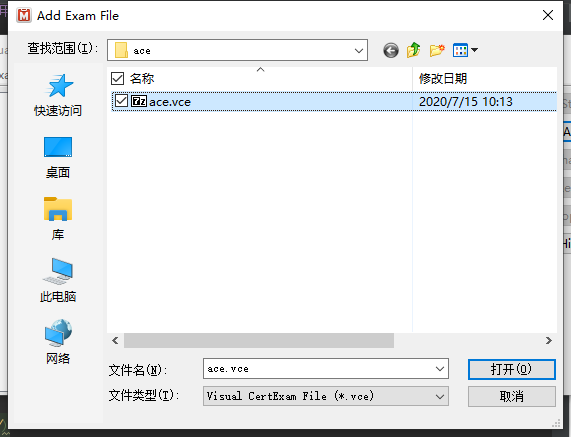 Add Exam File
查找范围(I):
ace
名称
修改日期
ace.vce
2020/7/15 10:13
快速访问
桌面
库
此电脑
网络
文件名(N):
ace.vce
打开(O)
文件类型(T):
Visual CertExam File (*.vce)
取消